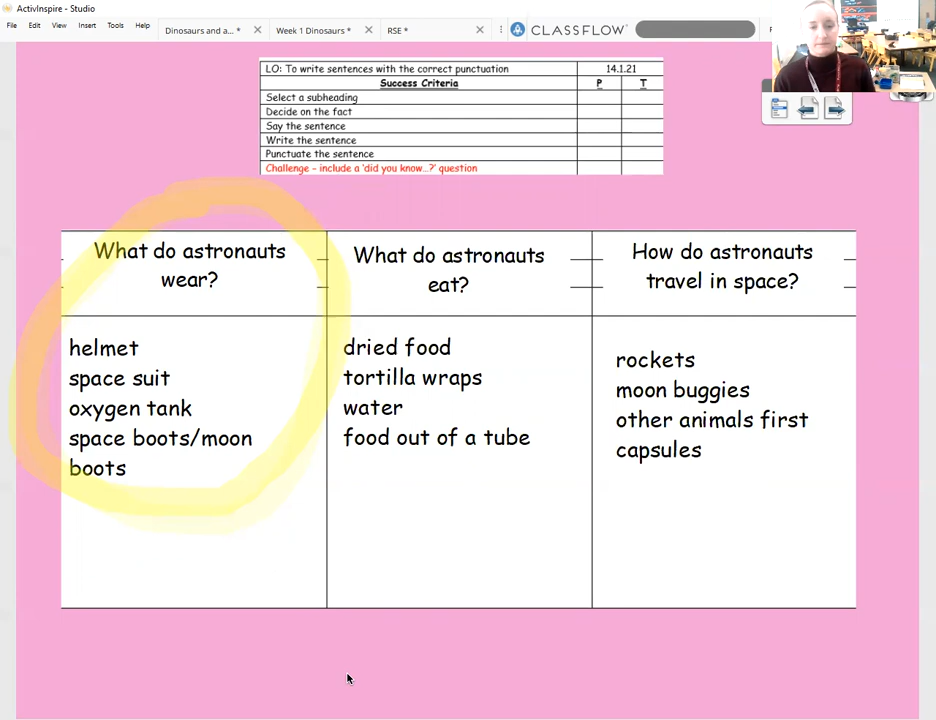 ActivInspire - Studio
File Edit View Insert Tools Help
Dinosaurs and a... *
Week 1 Dinosaurs *
RSE *
CLASSFLOW
LO: To write sentences with the correct punctuation 14.1.21
Success Criteria P T
Select a subheading
Decide on the fact
Say the sentence
Write the sentence
Punctuate the sentence
Challenge – include a 'did you know...?' question
What do astronauts
wear?
helmet
space suit
oxygen tank
space boots/moon
boots
What do astronauts
eat?
dried food
tortilla wraps
water
food out of a tube
How do astronauts
travel in space?
rockets
moon buggies
other animals first
capsules